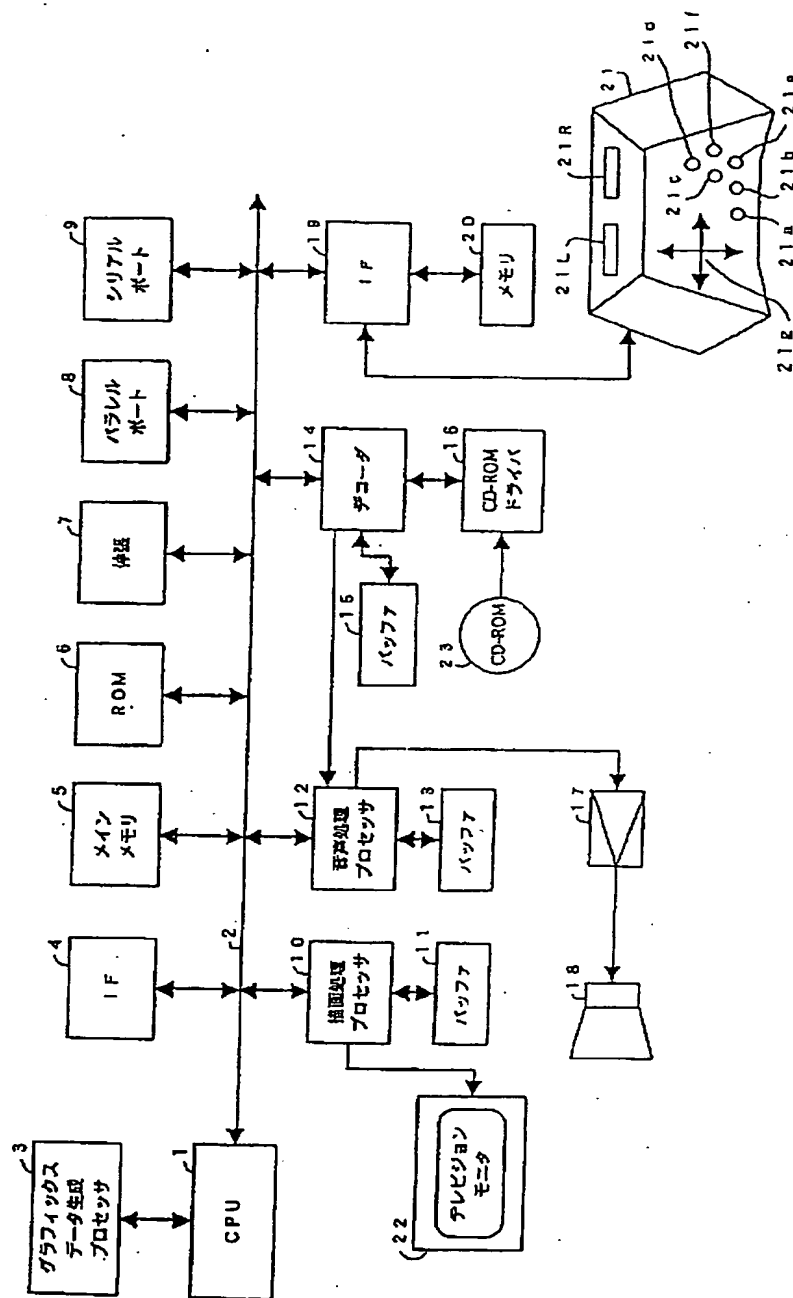 3
グラフィックス
データ生成
プロセッサ
1
CPU
2
4
IF
5
メイン
メモリ
6
ROM
7
伸張
8
パラレル
ポート
9
シリアル
ポート
10
描画処理
プロセッサ
11
バッファ
12
音声処理
プロセッサ
13
バッファ
14
デコーダ
15
バッファ
16
CD-ROM
ドライバ
23
CD-ROM
19
IF
20
メモリ
22
テレビジョン
モニタ
17
18
21L
21R
21
21d
21f
21c
21e
21b
21a
21g